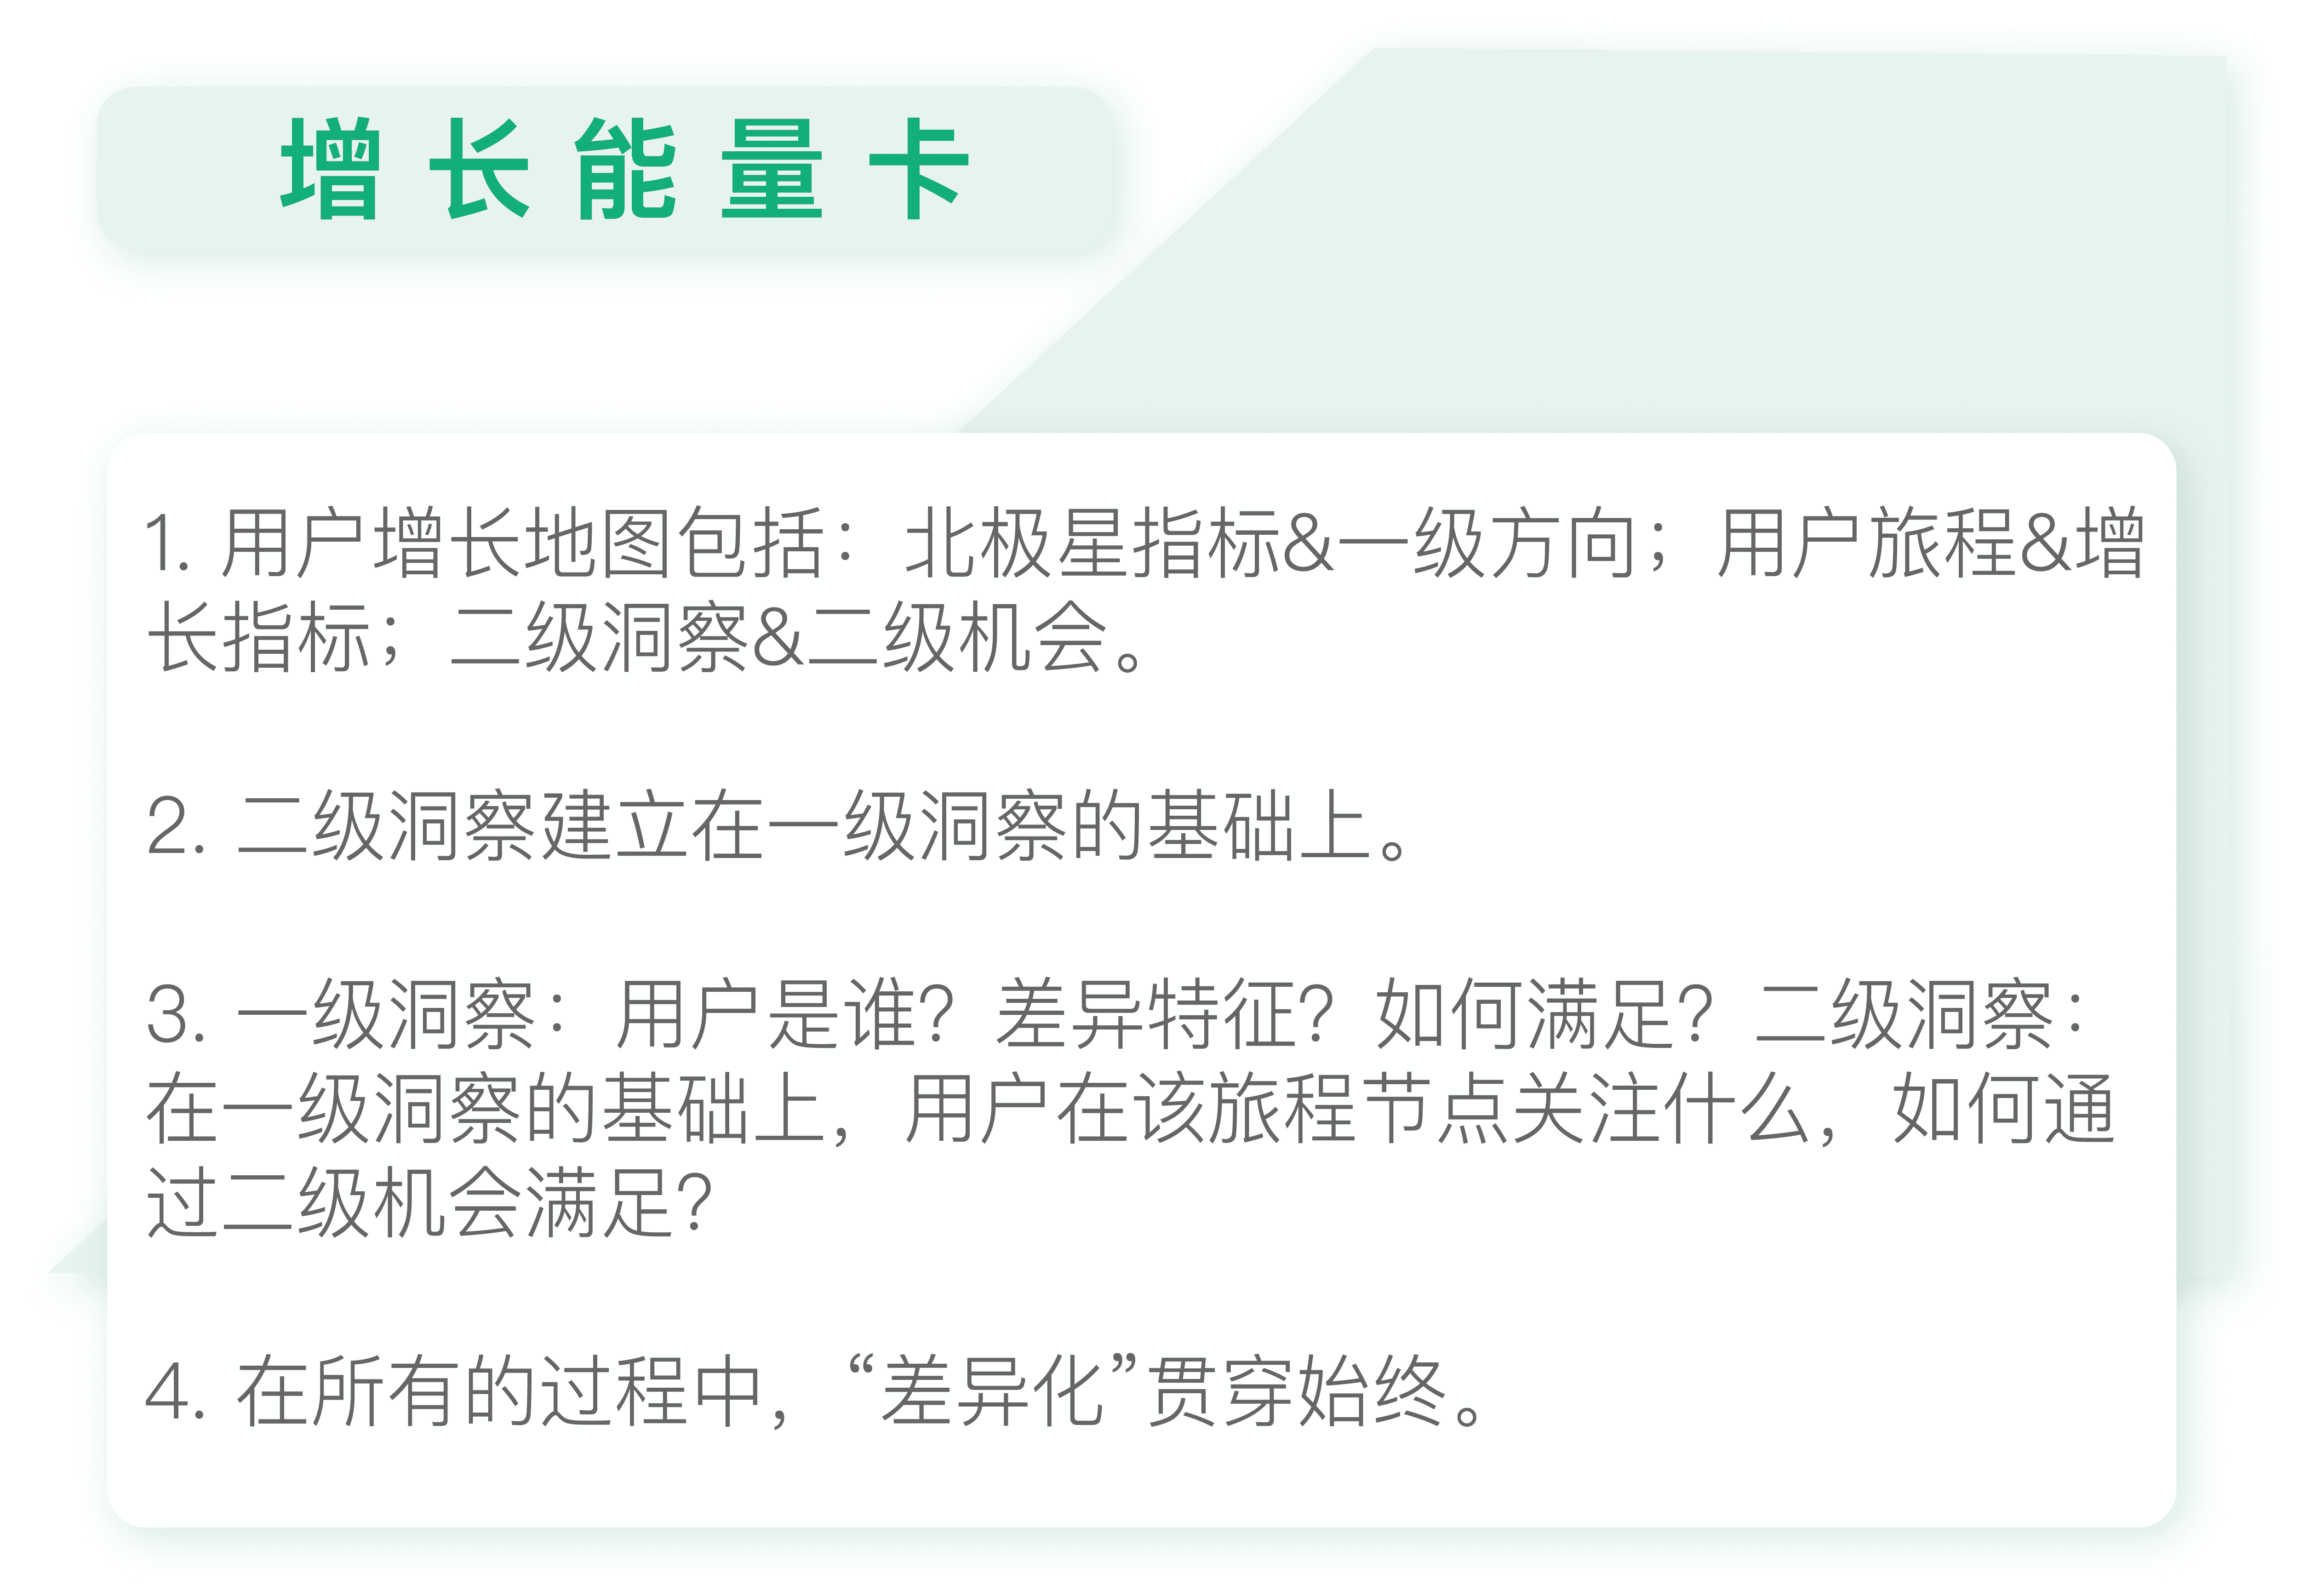 增长能量卡
1. 用户增长地图包括：北极星指标&一级方向；用户旅程&增
长指标；二级洞察&二级机会。
2. 二级洞察建立在一级洞察的基础上。
3. 一级洞察：用户是谁？差异特征？如何满足？二级洞察：
在一级洞察的基础上，用户在该旅程节点关注什么，如何通
过二级机会满足？
4. 在所有的过程中，“差异化”贯穿始终。